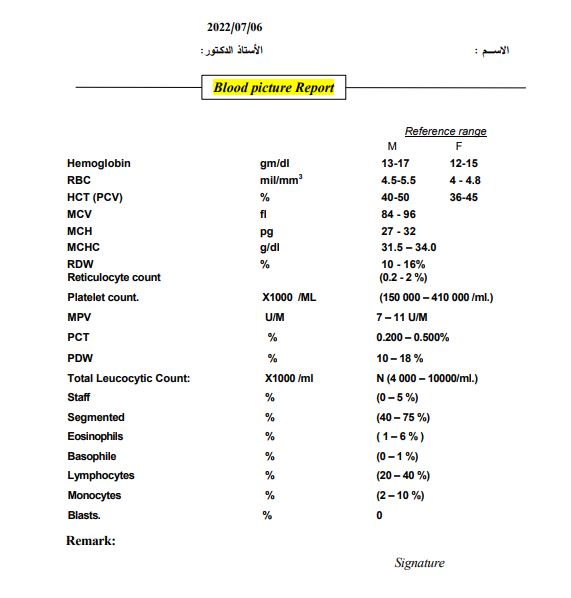 2022/07/06
الاســم : الأستاذ الدكتور:
Blood picture Report
Reference range
M F
Hemoglobin gm/dl 13-17 12-15
RBC mil/mm³ 4.5-5.5 4 - 4.8
HCT (PCV) % 40-50 36-45
MCV fl 84 - 96
MCH pg 27 - 32
MCHC g/dl 31.5 – 34.0
RDW % 10 - 16%
Reticulocyte count (0.2 - 2 %)
Platelet count. X1000 /ML (150 000 – 410 000 /ml.)
MPV U/M 7 – 11 U/M
PCT % 0.200 – 0.500%
PDW % 10 – 18 %
Total Leucocytic Count: X1000 /ml N (4 000 – 10000/ml.)
Staff % (0 – 5 %)
Segmented % (40 – 75 %)
Eosinophils % ( 1 – 6 % )
Basophile % (0 – 1 %)
Lymphocytes % (20 – 40 %)
Monocytes % (2 – 10 %)
Blasts. % 0
Remark:
Signature